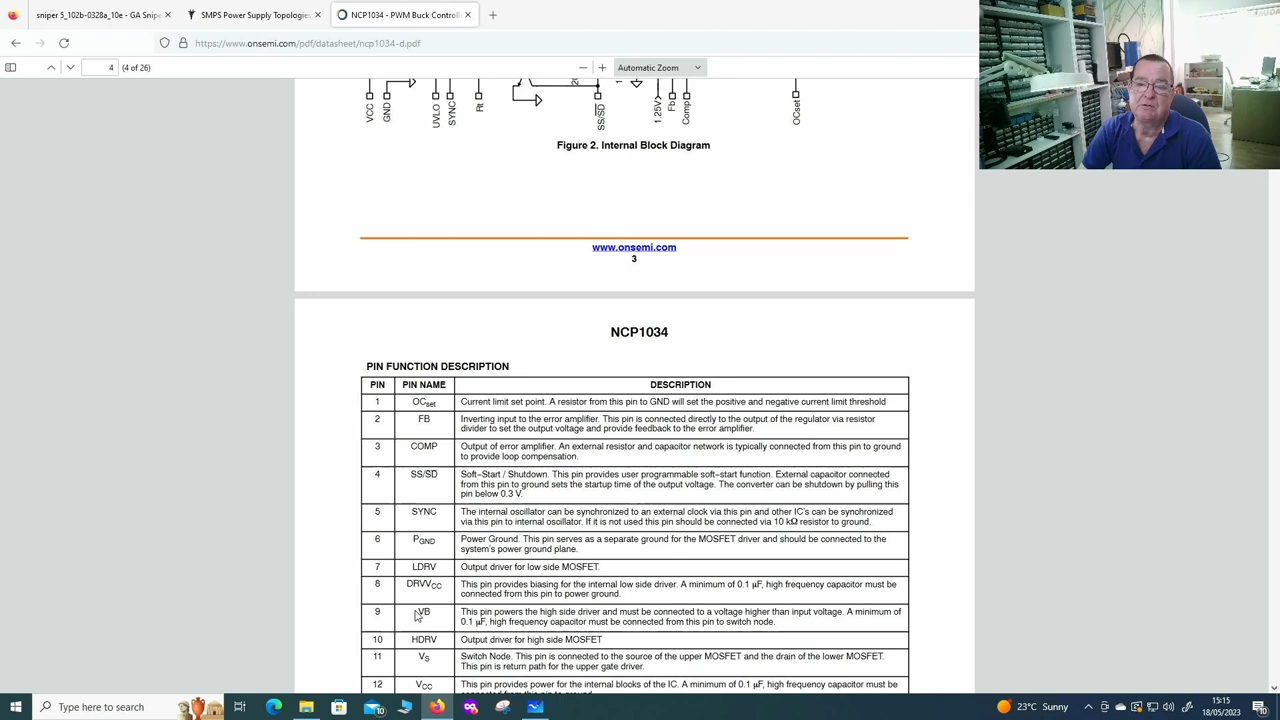 sniper 5_102b-0328a_10e - GA Snipe
SMPS Power Supply Topologies
NCP1034 - PWM Buck Controll
https://www.onsemi.com/pdf/datasheet/ncp1034-d.pdf
4
(4 of 26)
Automatic Zoom
VCC
GND
UVLO
SYNC
Rt
SS/SD
1.25V
Fb
Comp
OCset
Figure 2. Internal Block Diagram
www.onsemi.com
3
NCP1034
PIN FUNCTION DESCRIPTION
PIN PIN NAME DESCRIPTION
1 OCset Current limit set point. A resistor from this pin to GND will set the positive and negative current limit threshold
2 FB Inverting input to the error amplifier. This pin is connected directly to the output of the regulator via resistor
divider to set the output voltage and provide feedback to the error amplifier.
3 COMP Output of error amplifier. An external resistor and capacitor network is typically connected from this pin to ground
to provide loop compensation.
4 SS/SD Soft−Start / Shutdown. This pin provides user programmable soft−start function. External capacitor connected
from this pin to ground sets the startup time of the output voltage. The converter can be shutdown by pulling this
pin below 0.3 V.
5 SYNC The internal oscillator can be synchronized to an external clock via this pin and other IC's can be synchronized
via this pin to internal oscillator. If it is not used this pin should be connected via 10 kΩ resistor to ground.
6 PGND Power Ground. This pin serves as a separate ground for the MOSFET driver and should be connected to the
system's power ground plane.
7 LDRV Output driver for low side MOSFET.
8 DRVVCC This pin provides biasing for the internal low side driver. A minimum of 0.1 μF, high frequency capacitor must be
connected from this pin to power ground.
9 VB This pin powers the high side driver and must be connected to a voltage higher than input voltage. A minimum of
0.1 μF, high frequency capacitor must be connected from this pin to switch node.
10 HDRV Output driver for high side MOSFET
11 VS Switch Node. This pin is connected to the source of the upper MOSFET and the drain of the lower MOSFET.
This pin is return path for the upper gate driver.
12 VCC This pin provides power for the internal blocks of the IC. A minimum of 0.1 μF, high frequency capacitor must be
connected from this pin to ground.
Type here to search
10
23°C Sunny
15:15
18/05/2023
10